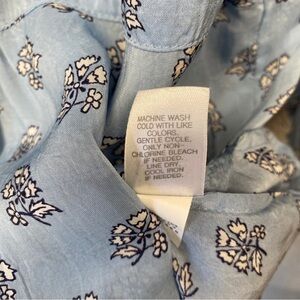 MACHINE WASH
COLD WITH LIKE
COLORS,
GENTLE CYCLE,
ONLY NON-
CHLORINE BLEACH
IF NEEDED.
LINE DRY,
COOL IRON
IF NEEDED.